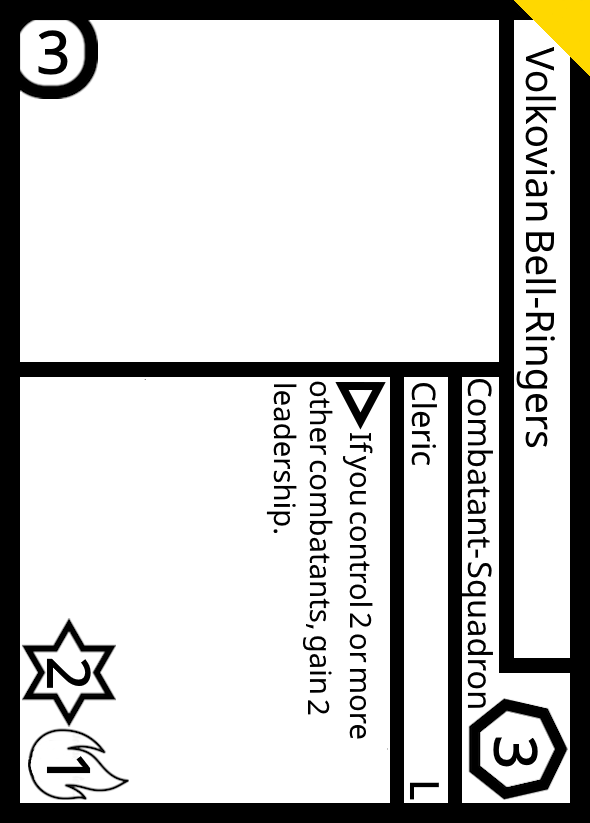 3
Volkovian Bell-Ringers
3
Combatant-Squadron
Cleric
L
If you control 2 or more
other combatants, gain 2
leadership.
2
1